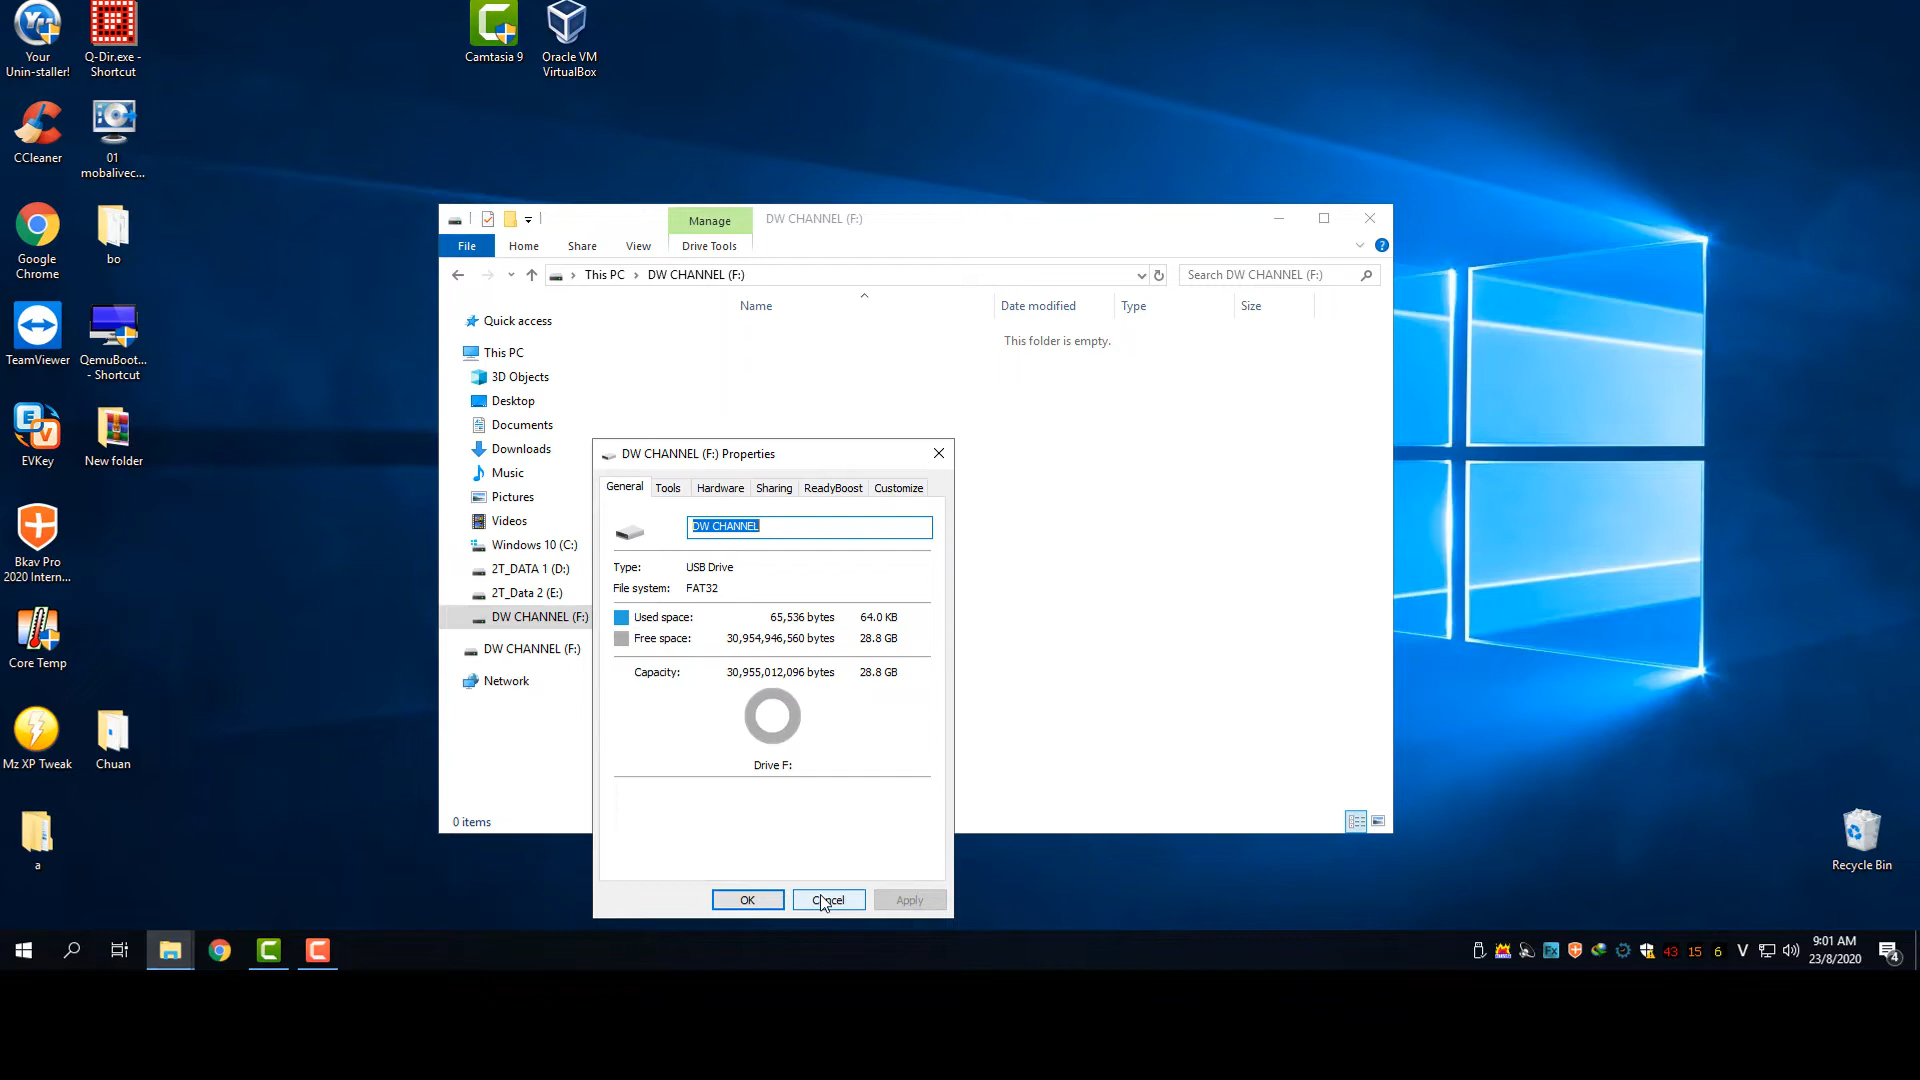 Your
Unin-staller!
Q-Dir.exe -
Shortcut
Camtasia 9
Oracle VM
VirtualBox
CCleaner
01
mobalivec...
Google
Chrome
bo
TeamViewer
QemuBoot...
- Shortcut
EVKey
New folder
Bkav Pro
2020 Intern...
Core Temp
Mz XP Tweak
Chuan
a
Recycle Bin
Manage
DW CHANNEL (F:)
File
Home
Share
View
Drive Tools
This PC
DW CHANNEL (F:)
Search DW CHANNEL (F:)
Name
Date modified
Type
Size
This folder is empty.
Quick access
This PC
3D Objects
Desktop
Documents
Downloads
Music
Pictures
Videos
Windows 10 (C:)
2T_DATA 1 (D:)
2T_Data 2 (E:)
DW CHANNEL (F:)
DW CHANNEL (F:)
Network
0 items
DW CHANNEL (F:) Properties
General
Tools
Hardware
Sharing
ReadyBoost
Customize
DW CHANNEL
Type: USB Drive
File system: FAT32
Used space: 65,536 bytes 64.0 KB
Free space: 30,954,946,560 bytes 28.8 GB
Capacity: 30,955,012,096 bytes 28.8 GB
Drive F:
OK
Cancel
Apply
43
15
6
V
9:01 AM
23/8/2020
4